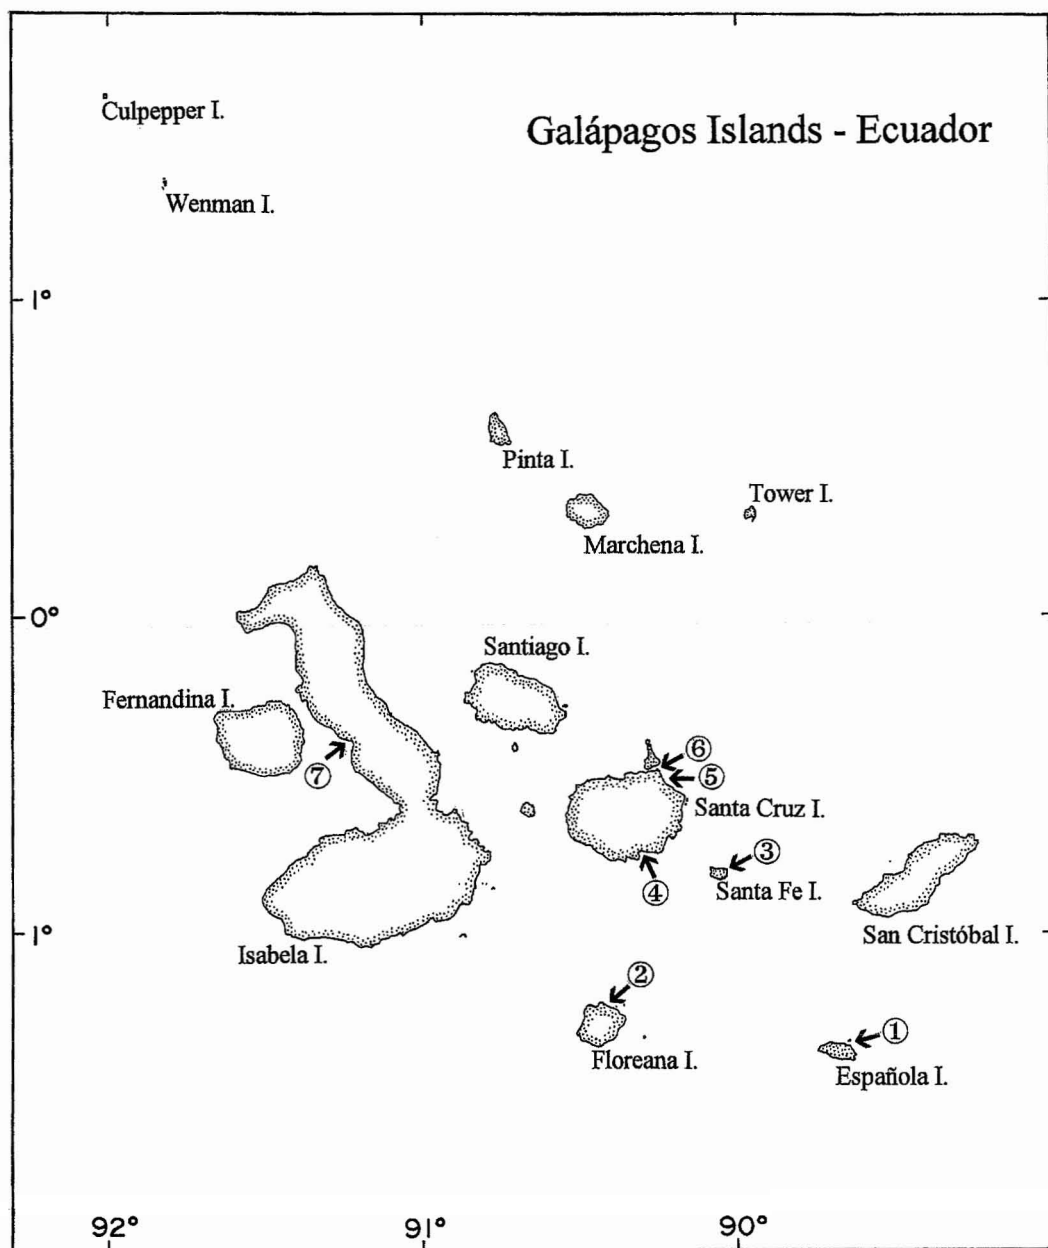 Culpepper I.
Galápagos Islands - Ecuador
Wenman I.
1°
Pinta I.
Tower I.
Marchena I.
0°
Santiago I.
Fernandina I.
⑥
⑦
⑤
Santa Cruz I.
③
④
Santa Fe I.
1°
Isabela I.
San Cristóbal I.
②
①
Floreana I.
Española I.
92°
91°
90°